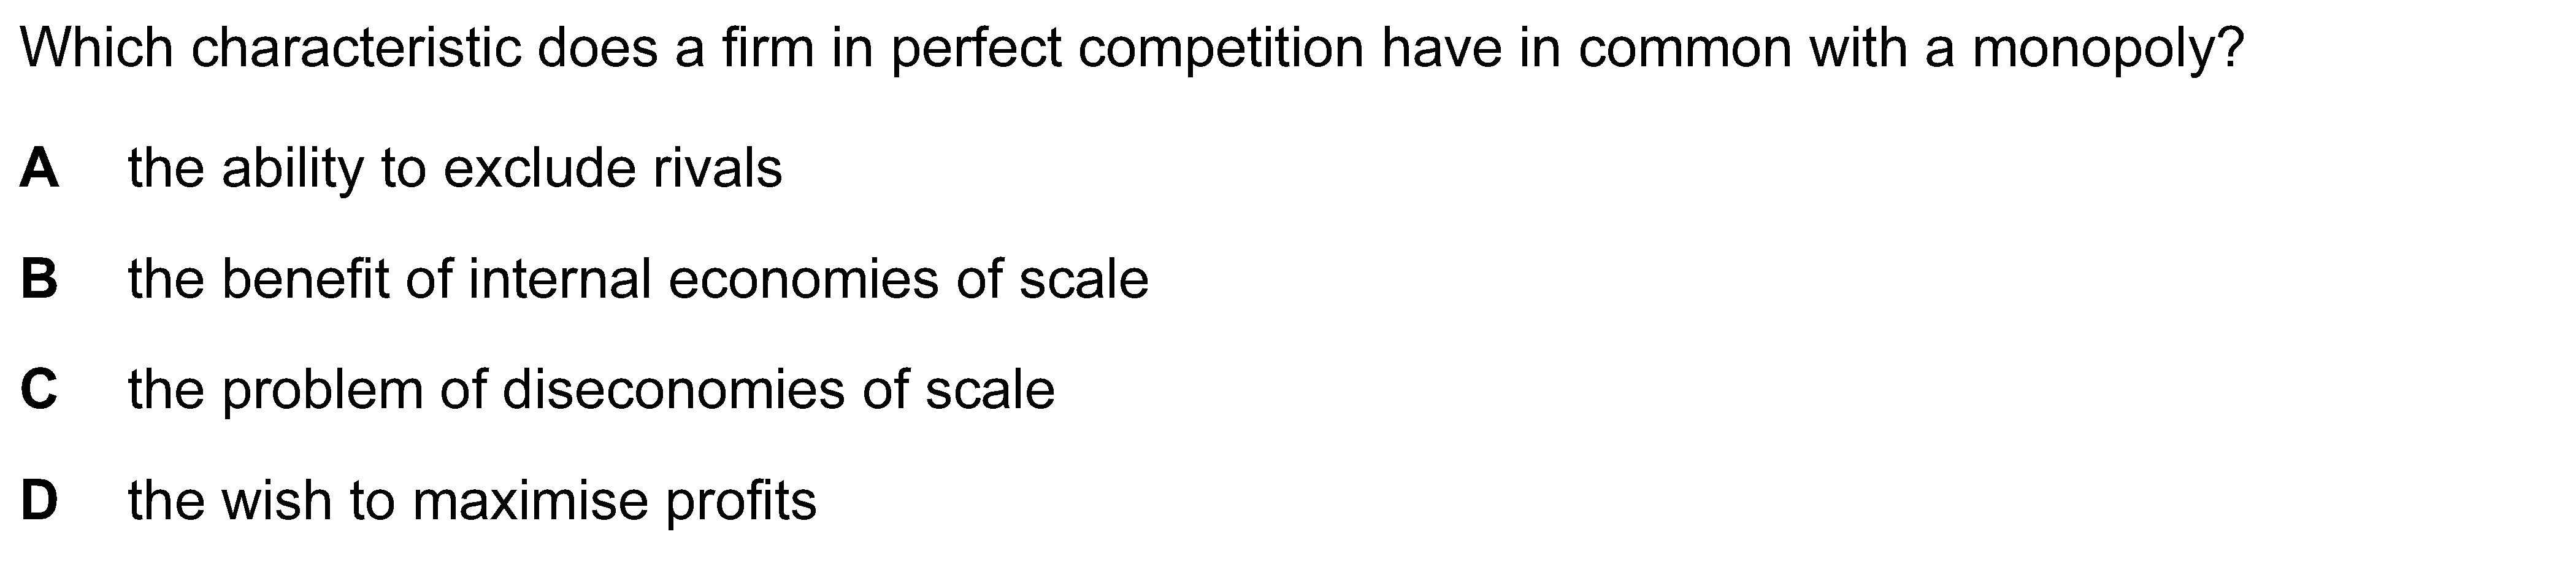 Which characteristic does a firm in perfect competition have in common with a monopoly?
A the ability to exclude rivals
B the benefit of internal economies of scale
C the problem of diseconomies of scale
D the wish to maximise profits